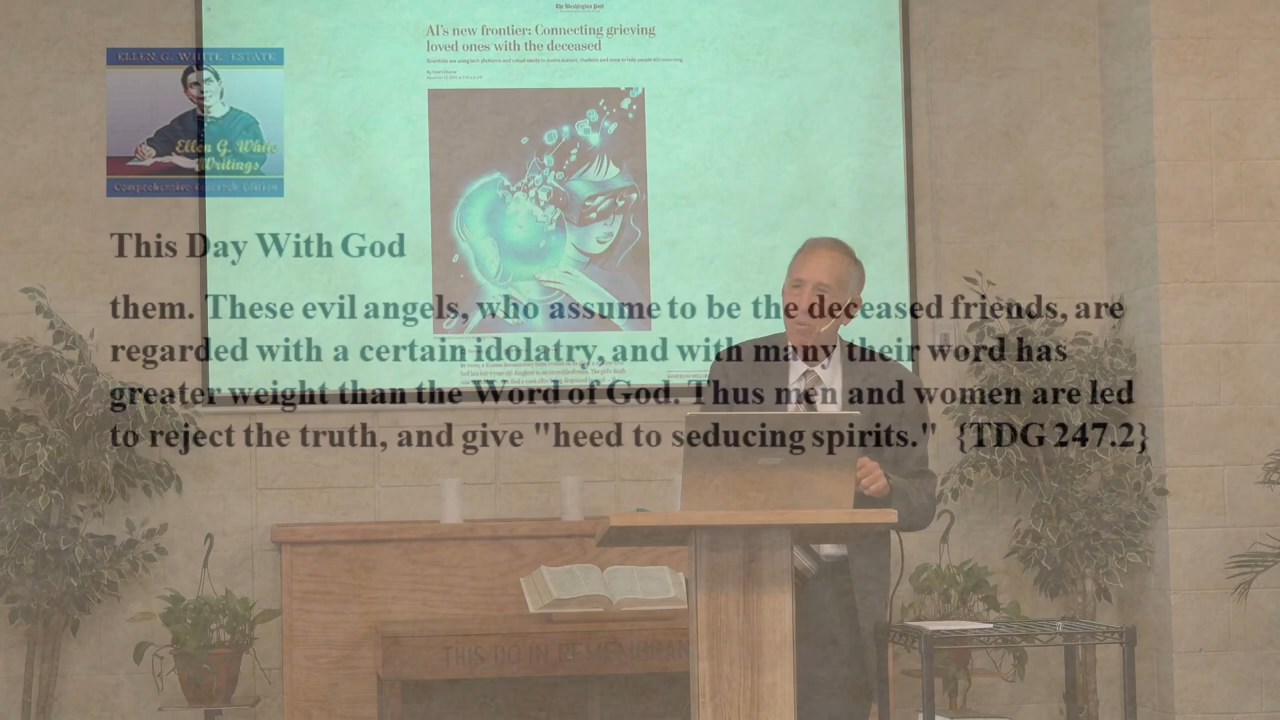 The Washington Post
AI's new frontier: Connecting grieving
loved ones with the deceased
ELLEN G. WHITE ESTATE
Ellen G. White
Writings
Comprehensive Research Edition
This Day With God
them. These evil angels, who assume to be the deceased friends, are
regarded with a certain idolatry, and with many their word has
greater weight than the Word of God. Thus men and women are led
to reject the truth, and give "heed to seducing spirits." {TDG 247.2}
THIS DO IN REMEMBRAN